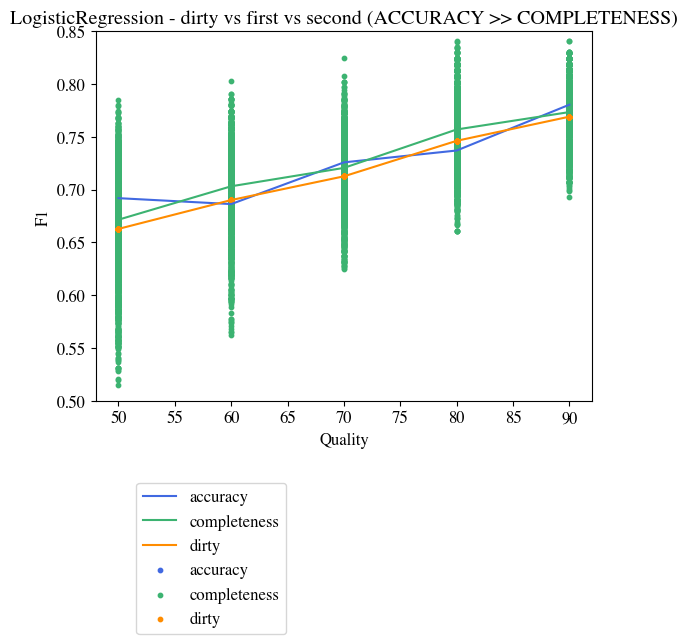 LogisticRegression - dirty vs first vs second (ACCURACY >> COMPLETENESS)
0.85
0.80
0.75
0.70
0.65
0.60
0.55
0.50
F1
50 55 60 65 70 75 80 85 90
Quality
accuracy
completeness
dirty
accuracy
completeness
dirty